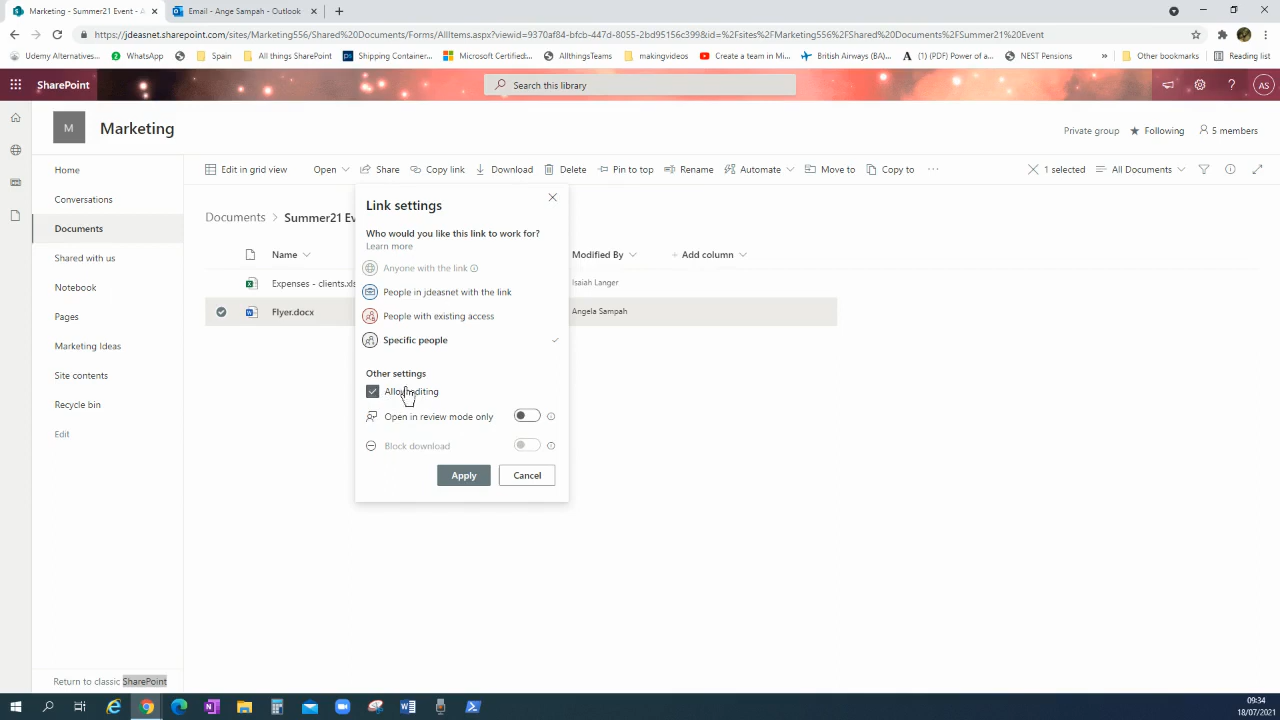 Marketing - Summer21 Event - A
Email - Ange Sampah - Outlook
https://jdeasnet.sharepoint.com/sites/Marketing556/Shared%20Documents/Forms/AllItems.aspx?viewid=9370af84-bfcb-447d-8055-2bd95156c399&id=%2Fsites%2FMarketing556%2FShared%20Documents%2FSummer21%20Event
Udemy Alternatives... WhatsApp Spain All things SharePoint Shipping Container... Microsoft Certified... AllthingsTeams makingvideos Create a team in Mi... British Airways (BA)... (1) (PDF) Power of a... NEST Pensions » Other bookmarks Reading list
SharePoint
Search this library
? AS
M
Marketing
Private group Following 5 members
Edit in grid view Open Share Copy link Download Delete Pin to top Rename Automate Move to Copy to ... 1 selected All Documents
Home
Conversations
Documents
Shared with us
Notebook
Pages
Marketing Ideas
Site contents
Recycle bin
Edit
Return to classic SharePoint
Documents > Summer21 Ev
Name Modified By + Add column
Expenses - clients.xls Isaiah Langer
Flyer.docx Angela Sampah
Link settings
Who would you like this link to work for?
Learn more
Anyone with the link
People in jdeasnet with the link
People with existing access
Specific people
Other settings
Allow editing
Open in review mode only
Block download
Apply Cancel
09:34
18/07/2021